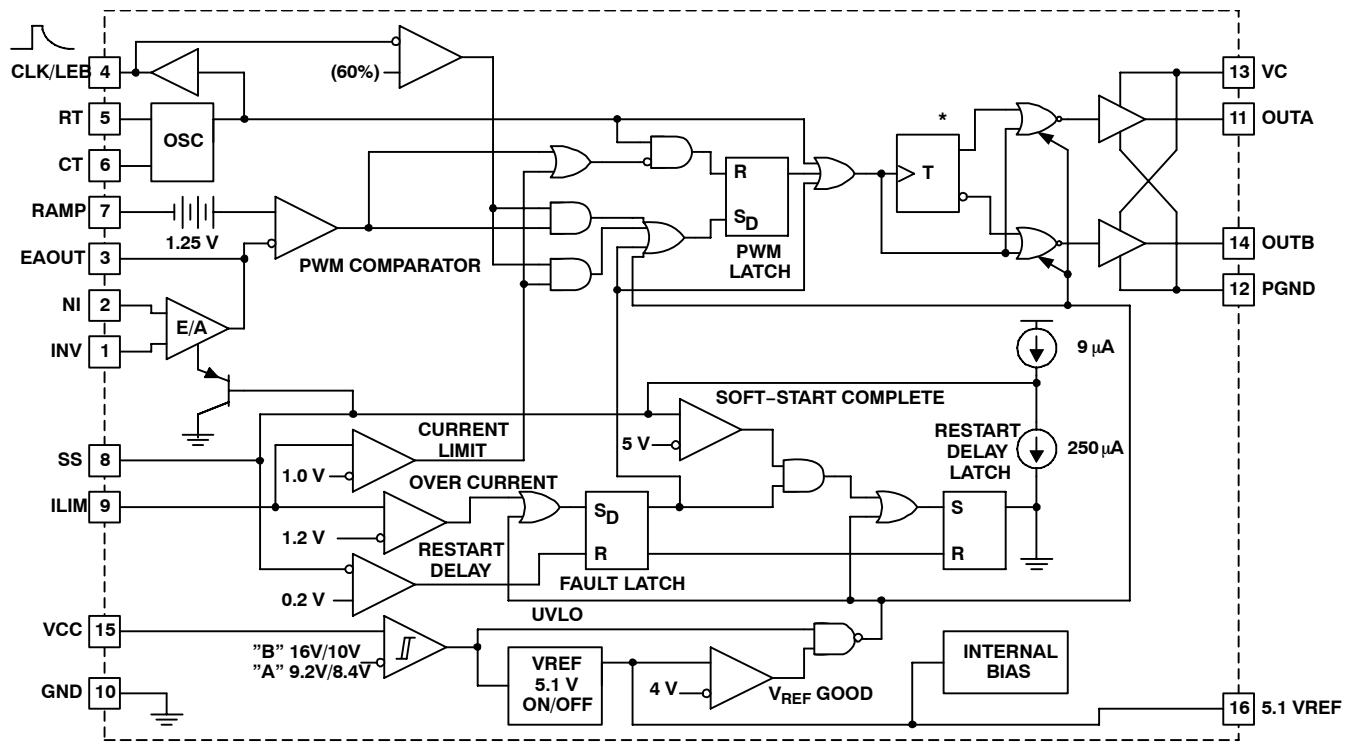 CLK/LEB 4
(60%)
13 VC
RT 5
OSC
*
11 OUTA
CT 6
R
T
RAMP 7
SD
1.25 V
EAOUT 3
PWM COMPARATOR
PWM
LATCH
14 OUTB
NI 2
12 PGND
E/A
INV 1
9 μA
SOFT–START COMPLETE
CURRENT
LIMIT
5 V
RESTART
DELAY
LATCH
250 μA
SS 8
1.0 V
OVER CURRENT
ILIM 9
SD
S
1.2 V
RESTART
DELAY
R
R
FAULT LATCH
0.2 V
UVLO
VCC 15
"B" 16V/10V
"A" 9.2V/8.4V
VREF
5.1 V
ON/OFF
INTERNAL
BIAS
4 V
VREF GOOD
GND 10
16 5.1 VREF